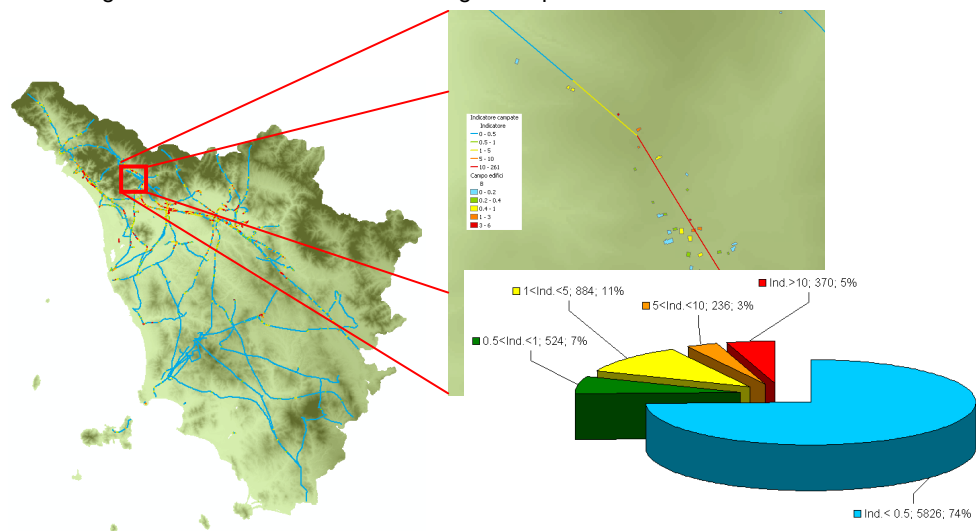 Indicatore campate
Indicatore
0 - 0.5
0.5 - 1
1 - 5
5 - 10
10 - 261
Campo edifici
B
0 - 0.2
0.2 - 0.4
0.4 - 1
1 - 3
3 - 6
1<Ind.<5; 884; 11%
Ind.>10; 370; 5%
5<Ind.<10; 236; 3%
0.5<Ind.<1; 524; 7%
Ind.< 0.5; 5826; 74%